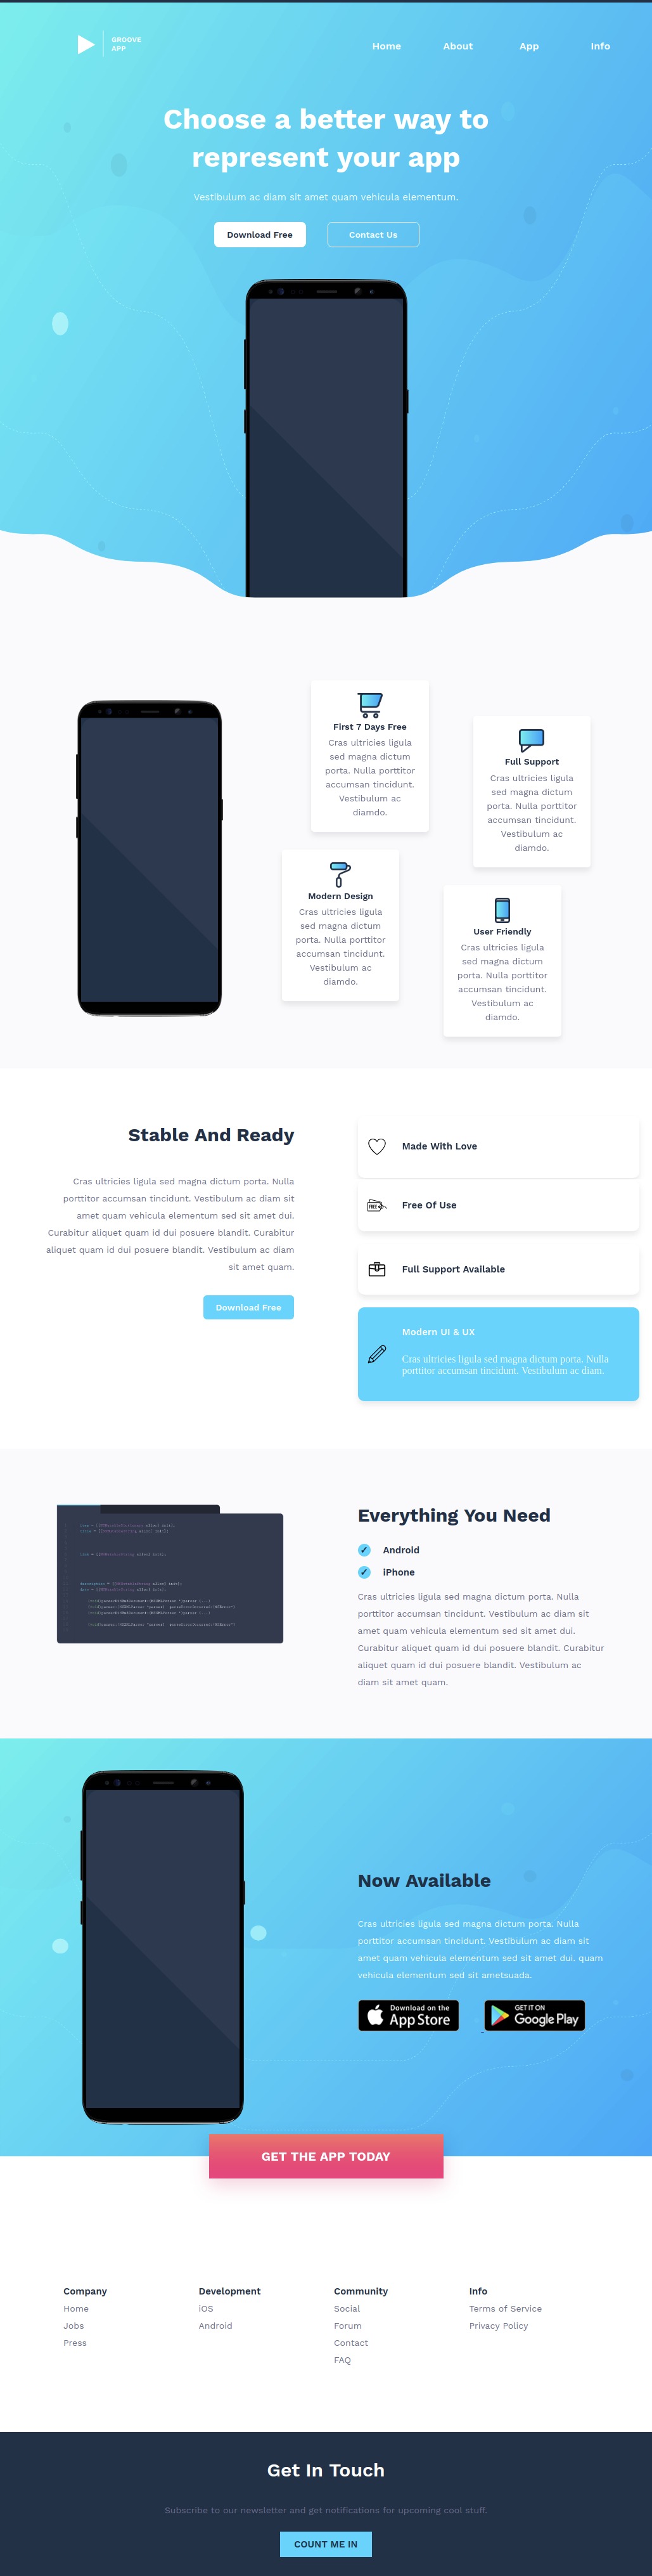 GROOVE
APP
Home About App Info
Choose a better way to
represent your app
Vestibulum ac diam sit amet quam vehicula elementum.
Download Free Contact Us
First 7 Days Free
Cras ultricies ligula
sed magna dictum
porta. Nulla porttitor
accumsan tincidunt.
Vestibulum ac
diamdo.
Full Support
Cras ultricies ligula
sed magna dictum
porta. Nulla porttitor
accumsan tincidunt.
Vestibulum ac
diamdo.
Modern Design
Cras ultricies ligula
sed magna dictum
porta. Nulla porttitor
accumsan tincidunt.
Vestibulum ac
diamdo.
User Friendly
Cras ultricies ligula
sed magna dictum
porta. Nulla porttitor
accumsan tincidunt.
Vestibulum ac
diamdo.
Stable And Ready
Cras ultricies ligula sed magna dictum porta. Nulla
porttitor accumsan tincidunt. Vestibulum ac diam sit
amet quam vehicula elementum sed sit amet dui.
Curabitur aliquet quam id dui posuere blandit. Curabitur
aliquet quam id dui posuere blandit. Vestibulum ac diam
sit amet quam.
Download Free
Made With Love
FREE
Free Of Use
Full Support Available
Modern UI & UX
Cras ultricies ligula sed magna dictum porta. Nulla
porttitor accumsan tincidunt. Vestibulum ac diam.
Everything You Need
Android
iPhone
Cras ultricies ligula sed magna dictum porta. Nulla
porttitor accumsan tincidunt. Vestibulum ac diam sit
amet quam vehicula elementum sed sit amet dui.
Curabitur aliquet quam id dui posuere blandit. Curabitur
aliquet quam id dui posuere blandit. Vestibulum ac
diam sit amet quam.
Now Available
Cras ultricies ligula sed magna dictum porta. Nulla
porttitor accumsan tincidunt. Vestibulum ac diam sit
amet quam vehicula elementum sed sit amet dui. quam
vehicula elementum sed sit ametsuada.
Download on the
App Store
GET IT ON
Google Play
GET THE APP TODAY
Company
Home
Jobs
Press
Development
iOS
Android
Community
Social
Forum
Contact
FAQ
Info
Terms of Service
Privacy Policy
Get In Touch
Subscribe to our newsletter and get notifications for upcoming cool stuff.
COUNT ME IN